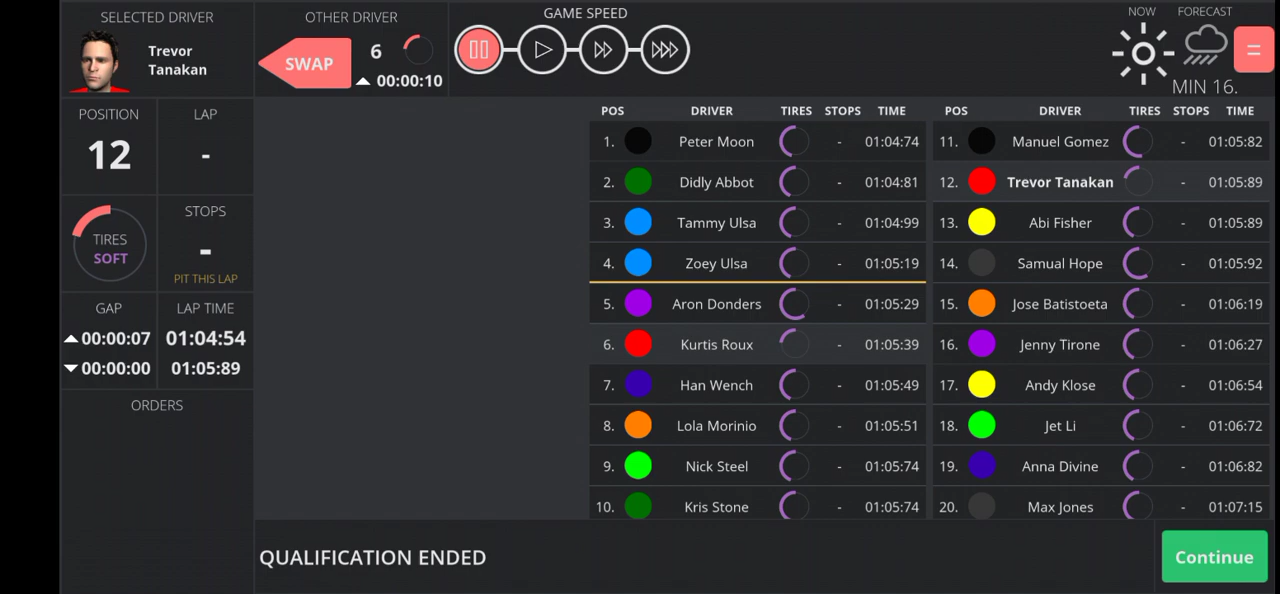 SELECTED DRIVER
Trevor
Tanakan
OTHER DRIVER
SWAP
6
00:00:10
GAME SPEED
NOW
FORECAST
MIN 16.
POSITION
12
LAP
-
TIRES
SOFT
STOPS
-
PIT THIS LAP
GAP
00:00:07
00:00:00
LAP TIME
01:04:54
01:05:89
ORDERS
POS DRIVER TIRES STOPS TIME
1. Peter Moon - 01:04:74
2. Didly Abbot - 01:04:81
3. Tammy Ulsa - 01:04:99
4. Zoey Ulsa - 01:05:19
5. Aron Donders - 01:05:29
6. Kurtis Roux - 01:05:39
7. Han Wench - 01:05:49
8. Lola Morinio - 01:05:51
9. Nick Steel - 01:05:74
10. Kris Stone - 01:05:74
POS DRIVER TIRES STOPS TIME
11. Manuel Gomez - 01:05:82
12. Trevor Tanakan - 01:05:89
13. Abi Fisher - 01:05:89
14. Samual Hope - 01:05:92
15. Jose Batistoeta - 01:06:19
16. Jenny Tirone - 01:06:27
17. Andy Klose - 01:06:54
18. Jet Li - 01:06:72
19. Anna Divine - 01:06:82
20. Max Jones - 01:07:15
QUALIFICATION ENDED
Continue